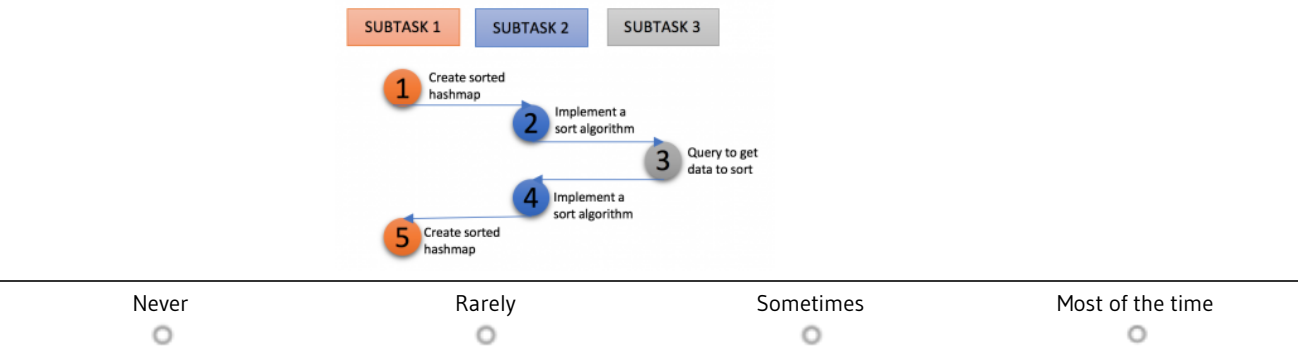 SUBTASK 1 SUBTASK 2 SUBTASK 3
1 Create sorted
hashmap
2 Implement a
sort algorithm
3 Query to get
data to sort
4 Implement a
sort algorithm
5 Create sorted
hashmap
Never Rarely Sometimes Most of the time